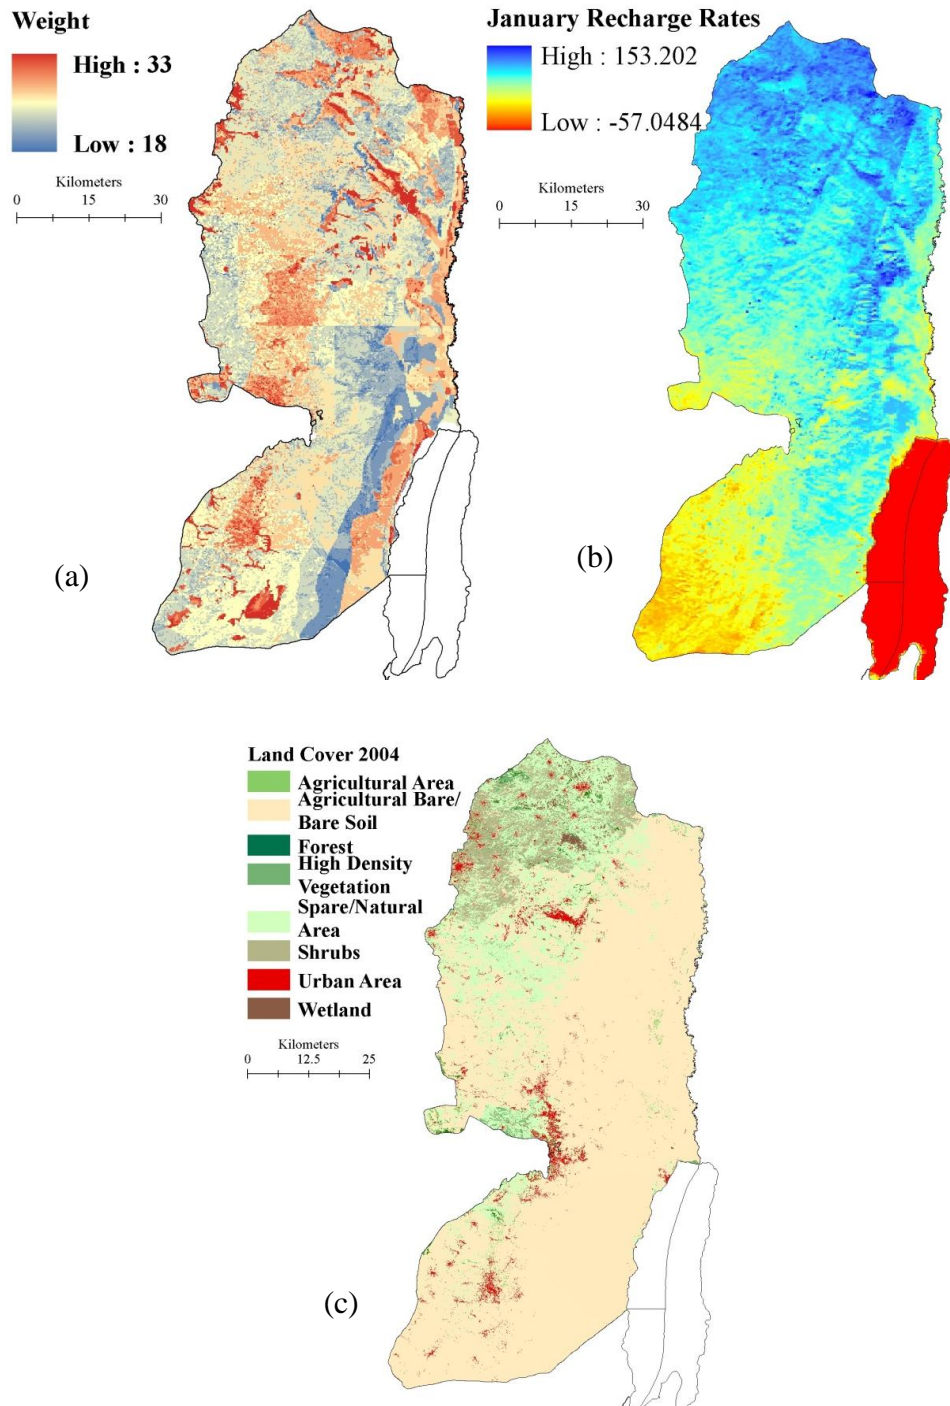 Weight
High : 33
Low : 18
Kilometers
0 15 30
(a)
January Recharge Rates
High : 153.202
Low : -57.0484
Kilometers
0 15 30
(b)
Land Cover 2004
Agricultural Area
Agricultural Bare/
Bare Soil
Forest
High Density
Vegetation
Spare/Natural
Area
Shrubs
Urban Area
Wetland
Kilometers
0 12.5 25
(c)